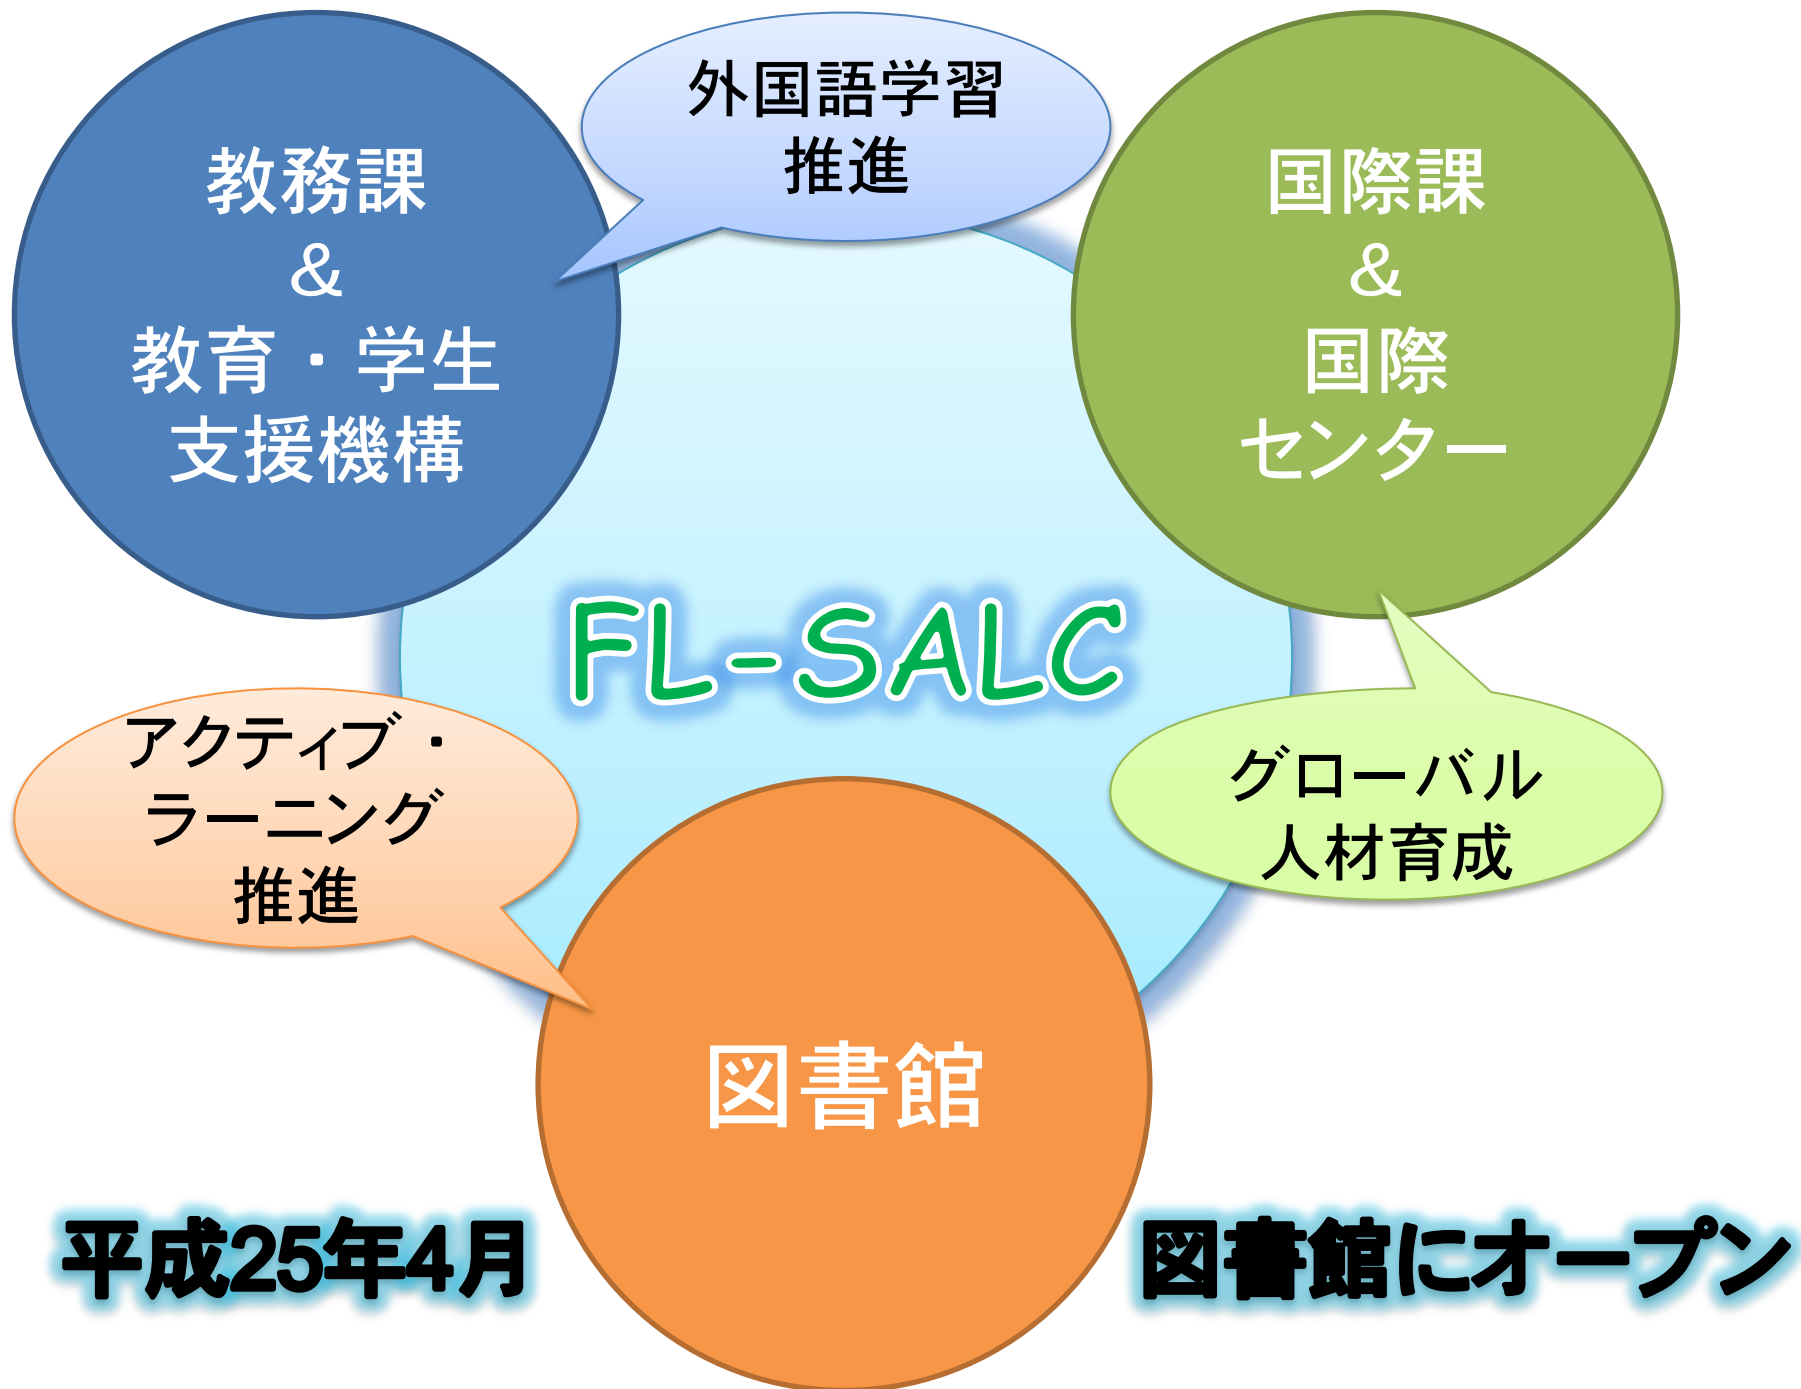 外国語学習
推進
教務課
&
教育・学生
支援機構
国際課
&
国際
センター
FL-SALC
アクティブ・
ラーニング
推進
グローバル
人材育成
図書館
平成25年4月
図書館にオープン